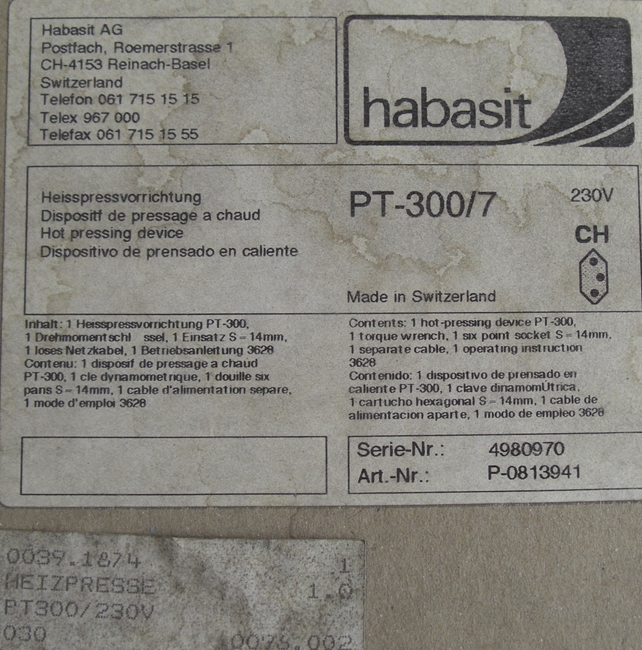 Habasit AG
Postfach, Roemerstrasse 1
CH-4153 Reinach-Basel
Switzerland
Telefon 061 715 15 15
Telex 967 000
Telefax 061 715 15 55
habasit
Heisspressvorrichtung
Dispositf de pressage a chaud
Hot pressing device
Dispositivo de prensado en caliente
PT-300/7
230V
CH
Made in Switzerland
Inhalt: 1 Heisspressvorrichtung PT-300,
1 Drehmomentschl ssel, 1 Einsatz S = 14mm,
1 loses Netzkabel, 1 Betriebsanleitung 3628
Contenu: 1 disposif de pressage a chaud
PT-300, 1 cle dynamometrique, 1 douille six
pans S = 14mm, 1 cable d'alimentation separe,
1 mode d'emploi 3628
Contents: 1 hot-pressing device PT-300,
1 torque wrench, 1 six point socket S = 14mm,
1 separate cable, 1 operating instruction
3628
Contenido: 1 dispositivo de prensado en
caliente PT-300, 1 clave dinamomUtrica,
1 cartucho hexagonal S = 14mm, 1 cable de
alimentacion aparte, 1 modo de empleo 3628
Serie-Nr.: 4980970
Art.-Nr.: P-0813941
0039.1874 1
HEIZPRESSE 1.0
PT300/230V
030 0075.002